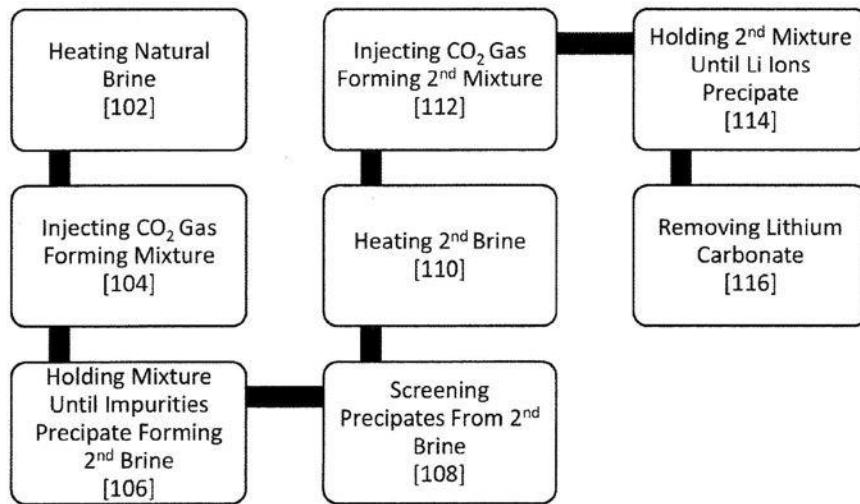 Heating Natural
Brine
[102]
Injecting CO₂ Gas
Forming Mixture
[104]
Holding Mixture
Until Impurities
Precipate Forming
2ⁿᵈ Brine
[106]
Screening
Precipates From 2ⁿᵈ
Brine
[108]
Heating 2ⁿᵈ Brine
[110]
Injecting CO₂ Gas
Forming 2ⁿᵈ Mixture
[112]
Holding 2ⁿᵈ Mixture
Until Li Ions
Precipate
[114]
Removing Lithium
Carbonate
[116]